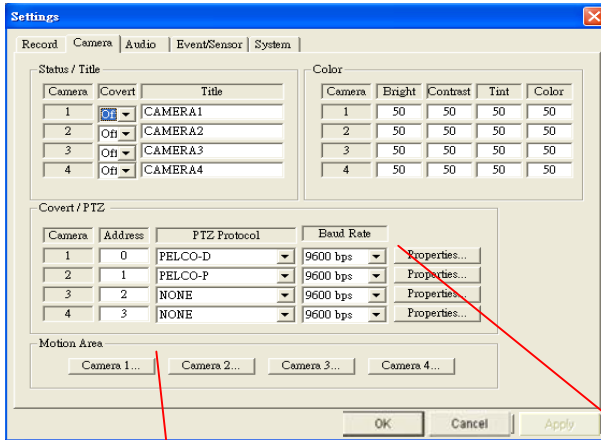 Settings
Record Camera Audio Event/Sensor System
Status / Title
Camera Covert Title
1 Off CAMERA1
2 Off CAMERA2
3 Off CAMERA3
4 Off CAMERA4
Color
Camera Bright Contrast Tint Color
1 50 50 50 50
2 50 50 50 50
3 50 50 50 50
4 50 50 50 50
Covert / PTZ
Camera Address PTZ Protocol Baud Rate
1 0 PELCO-D 9600 bps Properties...
2 1 PELCO-P 9600 bps Properties...
3 2 NONE 9600 bps Properties...
4 3 NONE 9600 bps Properties...
Motion Area
Camera 1... Camera 2... Camera 3... Camera 4...
OK Cancel Apply